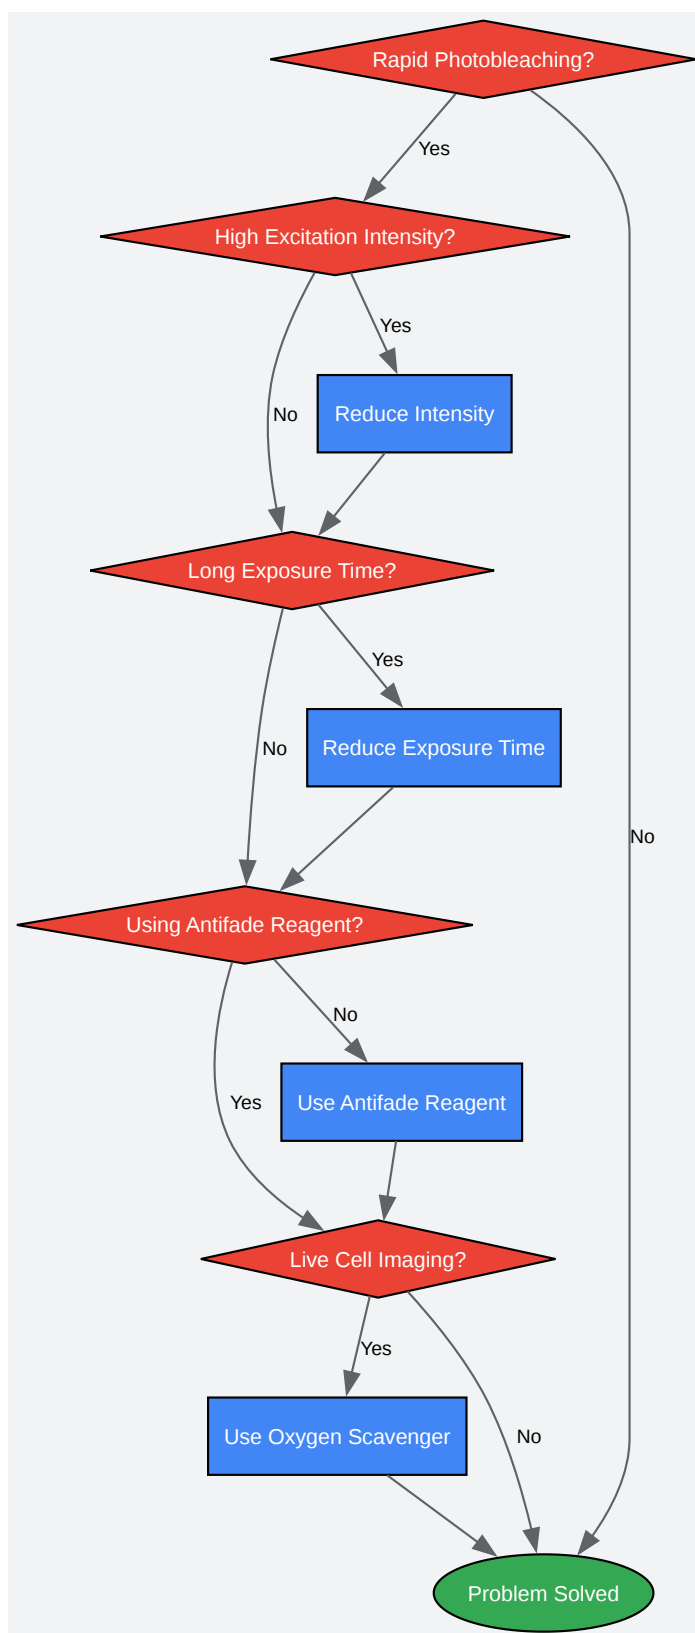 Rapid Photobleaching?
Yes
High Excitation Intensity?
Yes
No
Reduce Intensity
Long Exposure Time?
Yes
No
Reduce Exposure Time
No
Using Antifade Reagent?
No
Yes
Use Antifade Reagent
Live Cell Imaging?
Yes
Use Oxygen Scavenger
No
Problem Solved